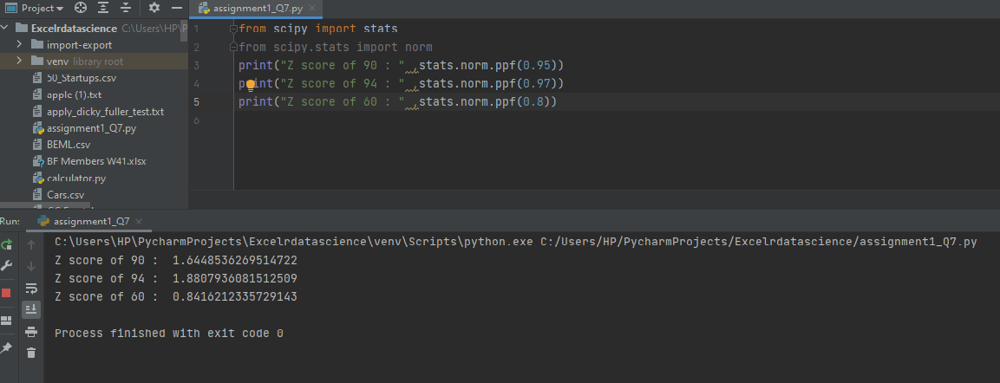 Project
assignment1_Q7.py
Excelrdatascience C:\Users\HP\P
import-export
venv library root
50_Startups.csv
apple (1).txt
apply_dicky_fuller_test.txt
assignment1_Q7.py
BEML.csv
BF Members W41.xlsx
calculator.py
Cars.csv
1 from scipy import stats
2 from scipy.stats import norm
3 print("Z score of 90 : " ,stats.norm.ppf(0.95))
4 print("Z score of 94 : " ,stats.norm.ppf(0.97))
5 print("Z score of 60 : " ,stats.norm.ppf(0.8))
6
Run: assignment1_Q7
C:\Users\HP\PycharmProjects\Excelrdatascience\venv\Scripts\python.exe C:/Users/HP/PycharmProjects/Excelrdatascience/assignment1_Q7.py
Z score of 90 :  1.6448536269514722
Z score of 94 :  1.8807936081512509
Z score of 60 :  0.8416212335729143
Process finished with exit code 0